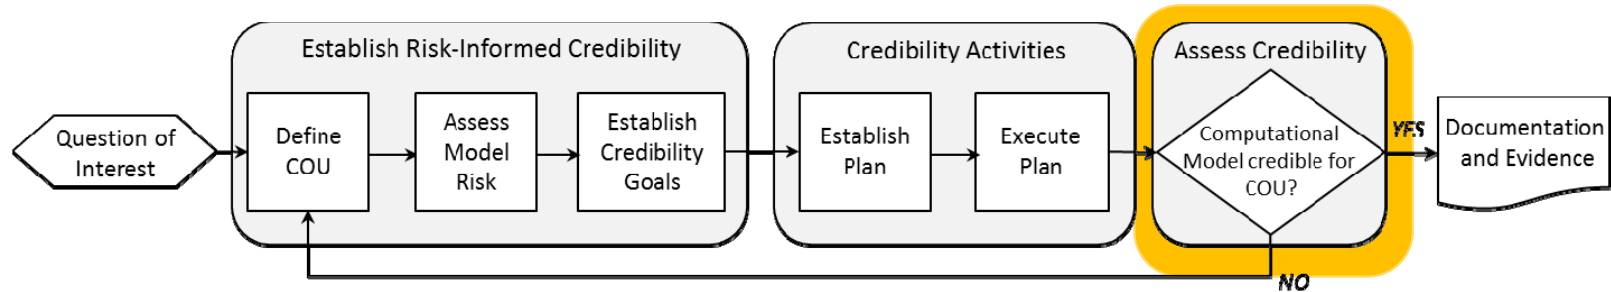 Establish Risk-Informed Credibility
Credibility Activities
Assess Credibility
Question of
Interest
Define
COU
Assess
Model
Risk
Establish
Credibility
Goals
Establish
Plan
Execute
Plan
Computational
Model credible for
COU?
YES
Documentation
and Evidence
NO